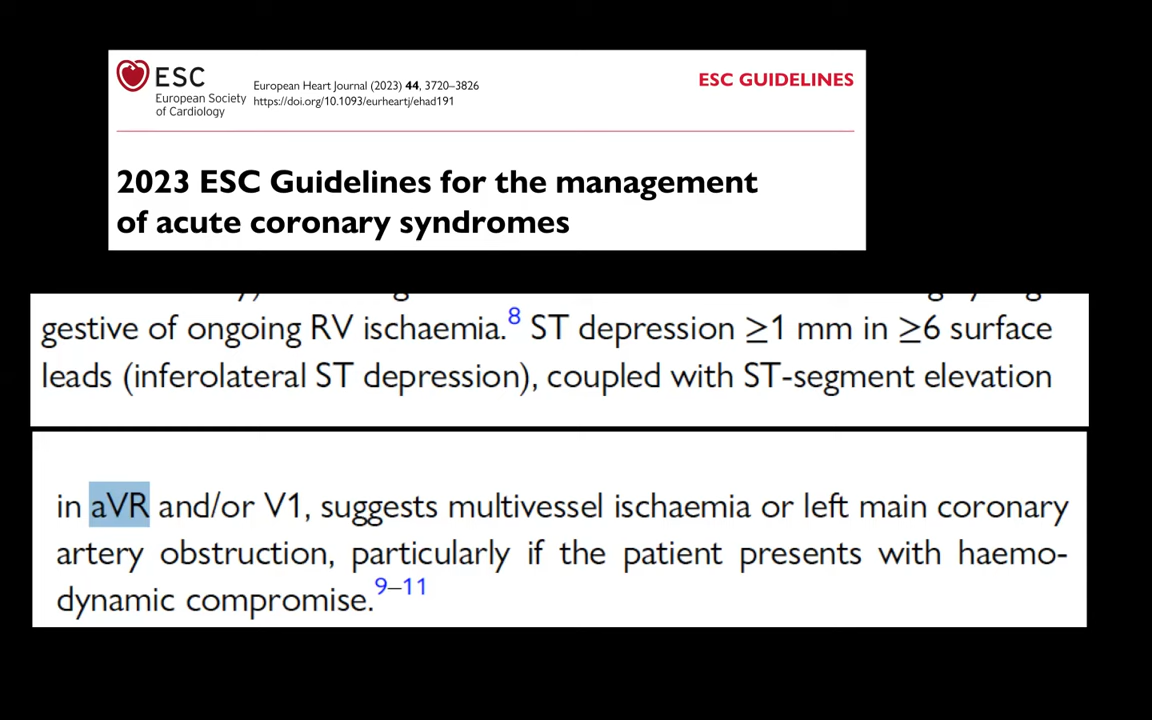 ESC
European Society
of Cardiology
European Heart Journal (2023) 44, 3720–3826
https://doi.org/10.1093/eurheartj/ehad191
ESC GUIDELINES
2023 ESC Guidelines for the management
of acute coronary syndromes
gestive of ongoing RV ischaemia.8 ST depression ≥1 mm in ≥6 surface
leads (inferolateral ST depression), coupled with ST-segment elevation
in aVR and/or V1, suggests multivessel ischaemia or left main coronary
artery obstruction, particularly if the patient presents with haemo-
dynamic compromise.9–11